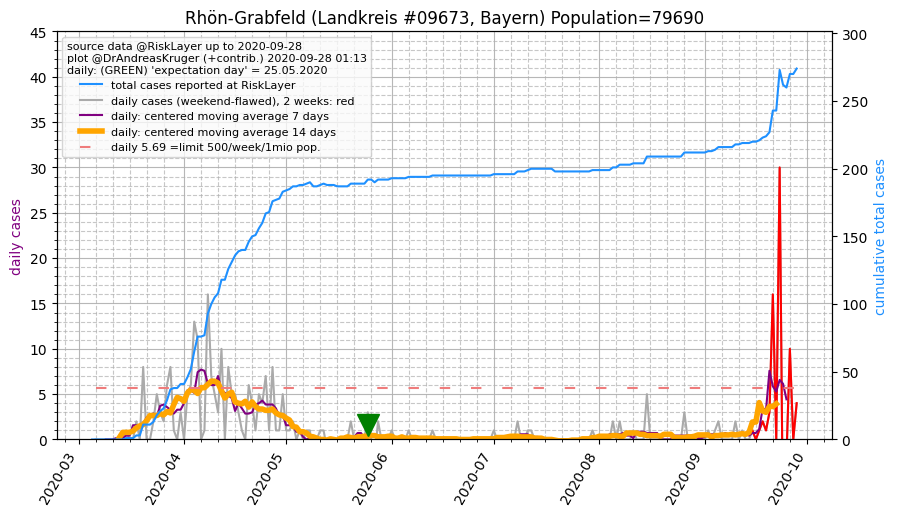 Rhön-Grabfeld (Landkreis #09673, Bayern) Population=79690
source data @RiskLayer up to 2020-09-28
plot @DrAndreasKruger (+contrib.) 2020-09-28 01:13
daily: (GREEN) 'expectation day' = 25.05.2020
total cases reported at RiskLayer
daily cases (weekend-flawed), 2 weeks: red
daily: centered moving average 7 days
daily: centered moving average 14 days
daily 5.69 =limit 500/week/1mio pop.
daily cases
45
40
35
30
25
20
15
10
5
0
cumulative total cases
300
250
200
150
100
50
0
2020-03
2020-04
2020-05
2020-06
2020-07
2020-08
2020-09
2020-10